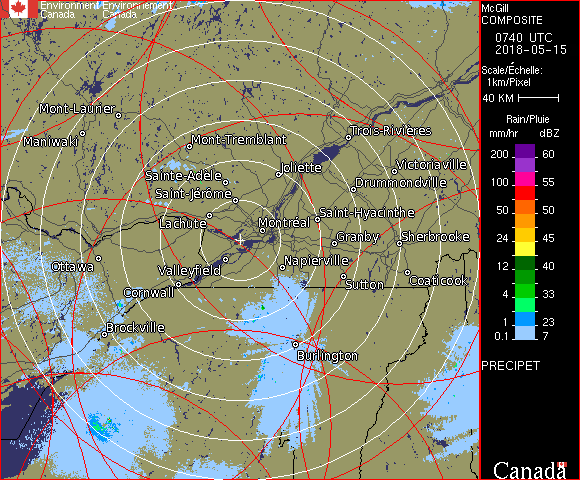 Environment Environnement
Canada Canada
McGill
COMPOSITE
0740 UTC
2018-05-15
Scale/Échelle:
1km/Pixel
40 KM
Rain/Pluie
mm/hr dBZ
200 60
100 55
50 50
24 45
12 40
4 33
1 23
0.1 7
PRECIPET
Canada
Mont-Laurier
Maniwaki
Mont-Tremblant
Trois-Rivières
Sainte-Adèle
Joliette
Victoriaville
Saint-Jérôme
Drummondville
Lachute
Montréal
Saint-Hyacinthe
Granby
Sherbrooke
Ottawa
Valleyfield
Napierville
Cornwall
Sutton
Coaticook
Brockville
Burlington